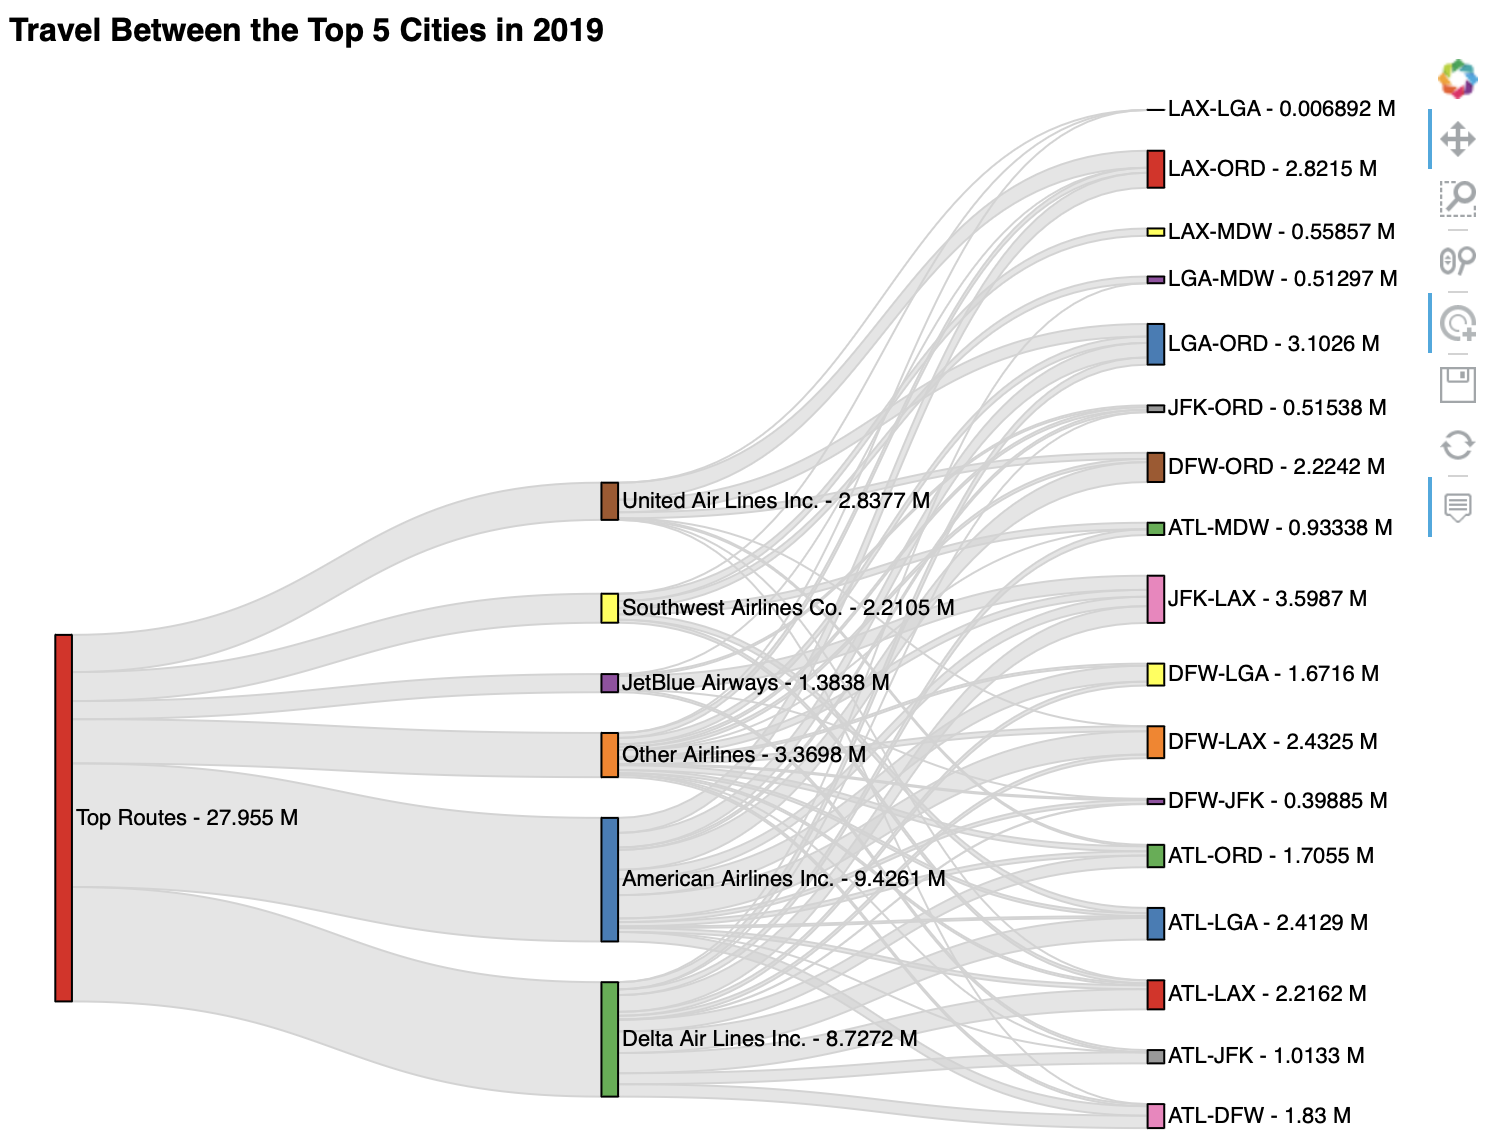 Travel Between the Top 5 Cities in 2019
LAX-LGA - 0.006892 M
LAX-ORD - 2.8215 M
LAX-MDW - 0.55857 M
LGA-MDW - 0.51297 M
LGA-ORD - 3.1026 M
JFK-ORD - 0.51538 M
DFW-ORD - 2.2242 M
United Air Lines Inc. - 2.8377 M
ATL-MDW - 0.93338 M
JFK-LAX - 3.5987 M
Southwest Airlines Co. - 2.2105 M
DFW-LGA - 1.6716 M
JetBlue Airways - 1.3838 M
DFW-LAX - 2.4325 M
Other Airlines - 3.3698 M
DFW-JFK - 0.39885 M
Top Routes - 27.955 M
ATL-ORD - 1.7055 M
American Airlines Inc. - 9.4261 M
ATL-LGA - 2.4129 M
ATL-LAX - 2.2162 M
Delta Air Lines Inc. - 8.7272 M
ATL-JFK - 1.0133 M
ATL-DFW - 1.83 M